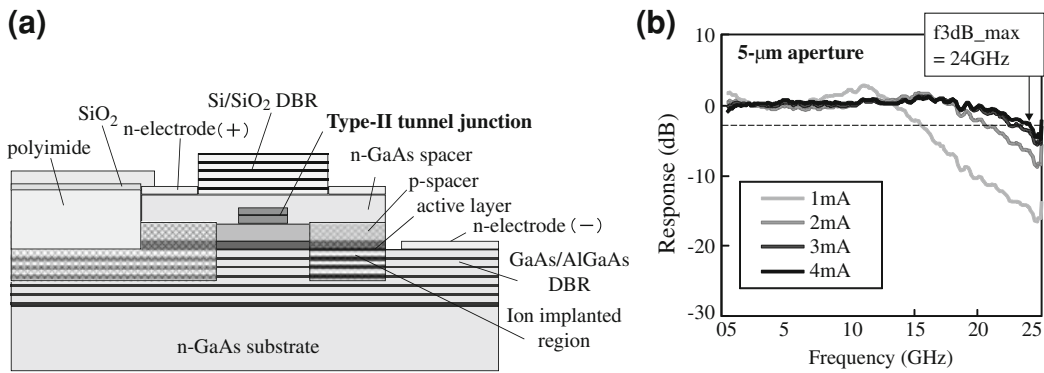 (a)
Si/SiO2 DBR
SiO2
n-electrode(+)
Type-II tunnel junction
polyimide
n-GaAs spacer
p-spacer
active layer
n-electrode(−)
GaAs/AlGaAs
DBR
Ion implanted
region
n-GaAs substrate
(b)
f3dB_max
= 24GHz
5-μm aperture
Response (dB)
10
0
-10
-20
-30
1mA
2mA
3mA
4mA
05 5 10 15 20 25
Frequency (GHz)